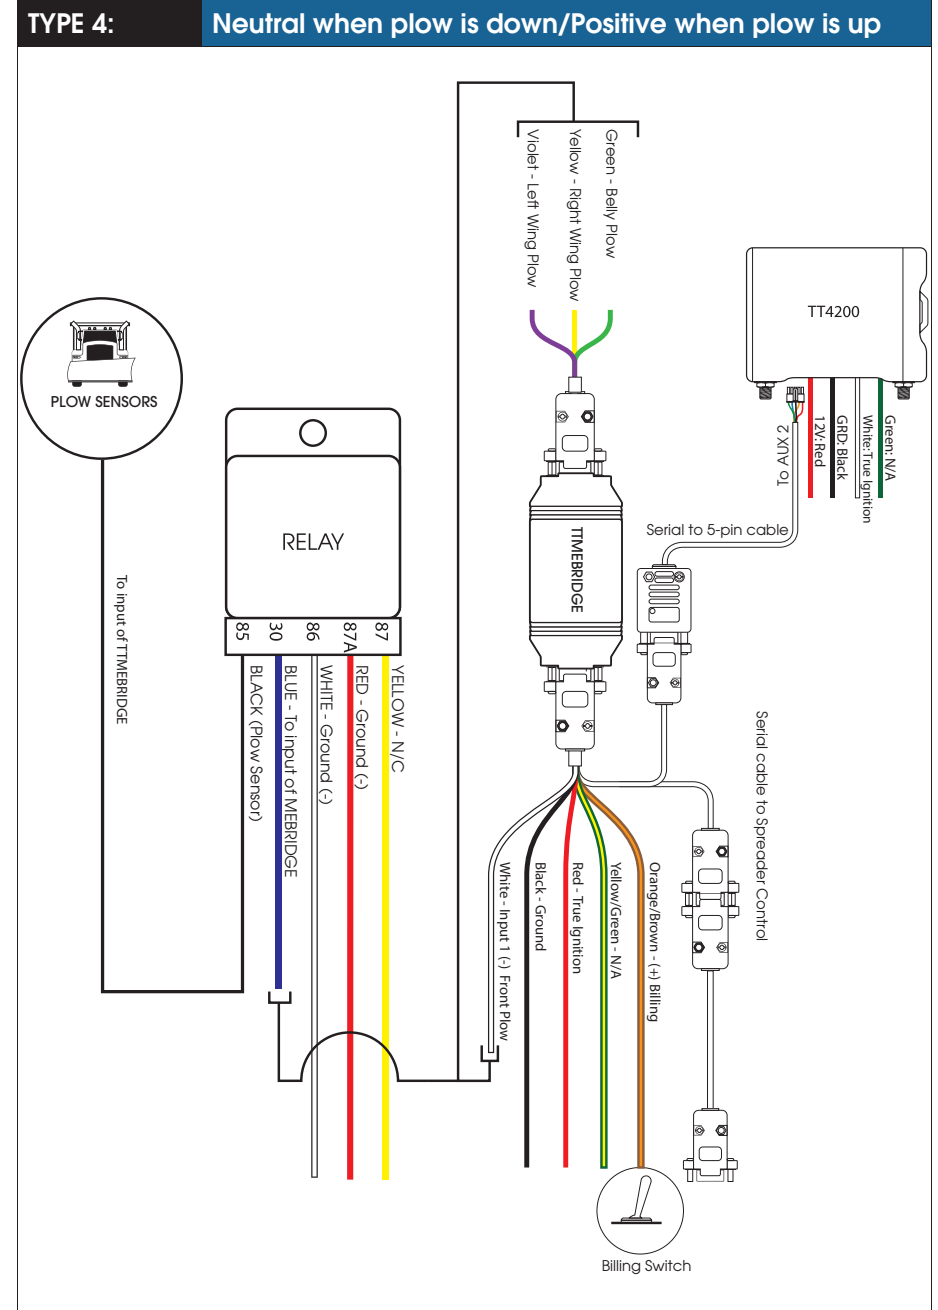 TYPE 4:
Neutral when plow is down/Positive when plow is up
Violet - Left Wing Plow
Yellow - Right Wing Plow
Green - Belly Plow
TT4200
PLOW SENSORS
To AUX 2
12V: Red
GRD: Black
White: True Ignition
Green: N/A
Serial to 5-pin cable
RELAY
TTMEBRIDGE
To input of TTMEBRIDGE
85
30
86
87A
87
BLACK (Plow Sensor)
BLUE - To input of MEBRIDGE
WHITE - Ground (-)
RED - Ground (-)
YELLOW - N/C
Serial cable to Spreader Control
White - Input 1 (-) Front Plow
Black - Ground
Red - True Ignition
Yellow/Green - N/A
Orange/Brown - (+) Billing
Billing Switch